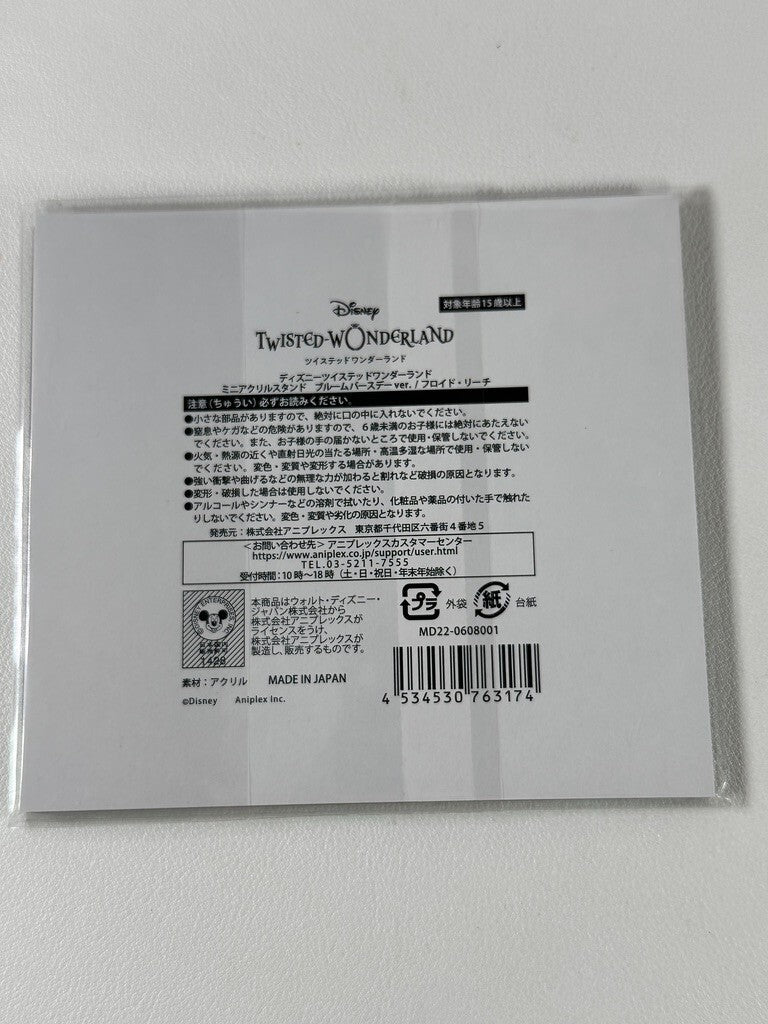 Disney
対象年齢15歳以上
TWISTED-WONDERLAND
ツイステッドワンダーランド
ディズニーツイステッドワンダーランド
ミニアクリルスタンド ブルームバースデーver. / フロイド・リーチ
注意(ちゅうい)必ずお読みください。
●小さな部品がありますので、絶対に口の中に入れないでください。
●窒息やケガなどの危険がありますので、6歳未満のお子様には絶対にあたえない
でください。また、お子様の手の届かないところで使用・保管しないでください。
●火気・熱源の近くや直射日光の当たる場所・高温多湿な場所で使用・保管しない
でください。変色・変質や変形する場合があります。
●強い衝撃や曲げるなどの無理な力が加わると割れなど破損の原因となります。
●変形・破損した場合は使用しないでください。
●アルコールやシンナーなどの溶剤で拭いたり、化粧品や薬品の付いた手で触れた
りしないでください。変色・変質や劣化の原因となります。
発売元:株式会社アニプレックス 東京都千代田区六番街4番地5
<お問い合わせ先> アニプレックスカスタマーセンター
https://www.aniplex.co.jp/support/user.html
TEL.03-5211-7555
受付時間:10時~18時(土・日・祝日・年末年始除く)
本商品はウォルト・ディズニー・
ジャパン株式会社から
株式会社アニプレックスが
ライセンスをうけ、
株式会社アニプレックスが
製造し、販売するものです。
1428
プラ 外袋 紙 台紙
MD22-0608001
素材:アクリル MADE IN JAPAN
©Disney Aniplex Inc.
4 534530 763174